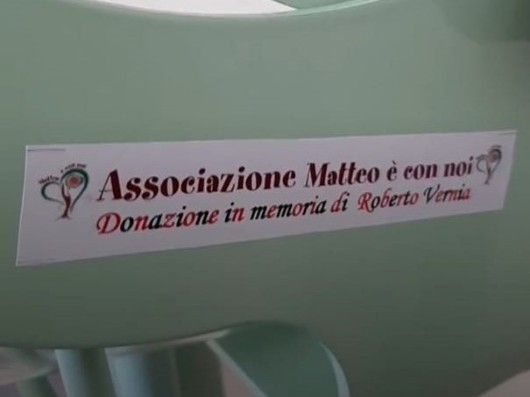 Associazione Matteo è con noi
Donazione in memoria di Roberto Vernia